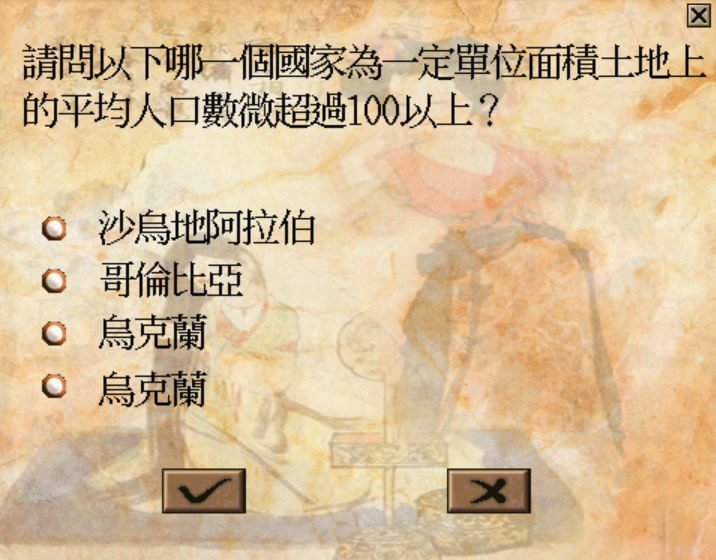 請問以下哪一個國家為一定單位面積土地上
的平均人口數微超過100以上？
沙烏地阿拉伯
哥倫比亞
烏克蘭
烏克蘭